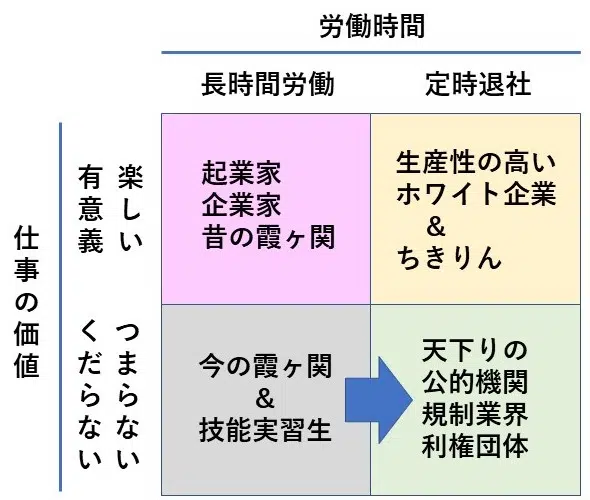 労働時間
長時間労働
定時退社
仕事の価値
楽しい
有意義
起業家
企業家
昔の霞ヶ関
生産性の高い
ホワイト企業
&
ちきりん
つまらない
くだらない
今の霞ヶ関
&
技能実習生
天下りの
公的機関
規制業界
利権団体